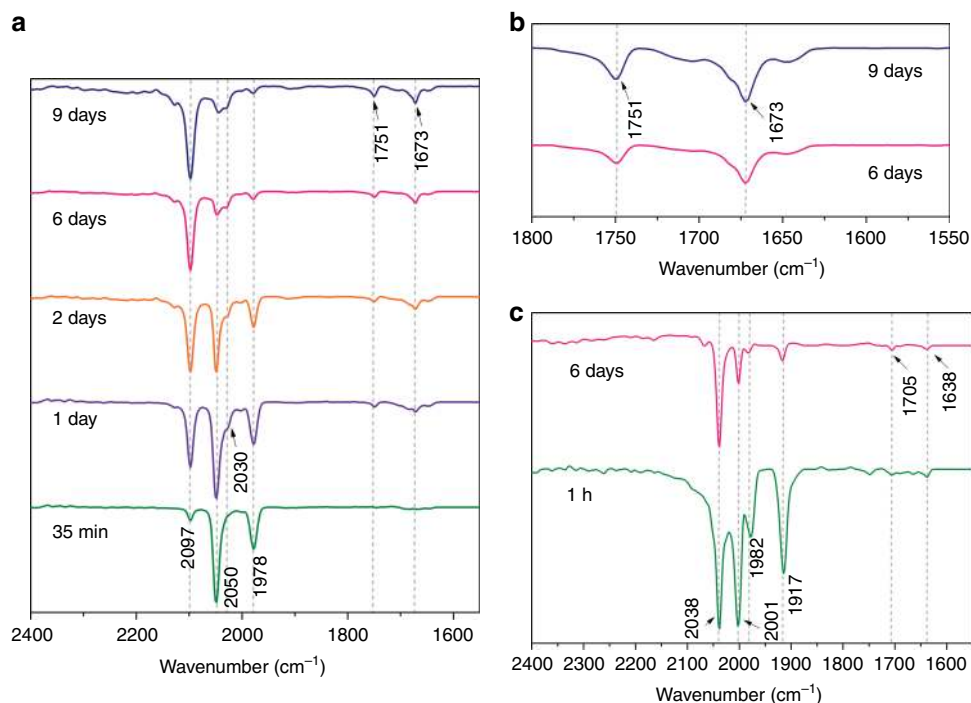 a
9 days
6 days
2 days
1 day
35 min
1751
1673
2030
2097
2050
1978
2400 2200 2000 1800 1600
Wavenumber (cm⁻¹)
b
9 days
6 days
1751
1673
1800 1750 1700 1650 1600 1550
Wavenumber (cm⁻¹)
c
6 days
1 h
1705
1638
2038
2001
1982
1917
2400 2300 2200 2100 2000 1900 1800 1700 1600
Wavenumber (cm⁻¹)